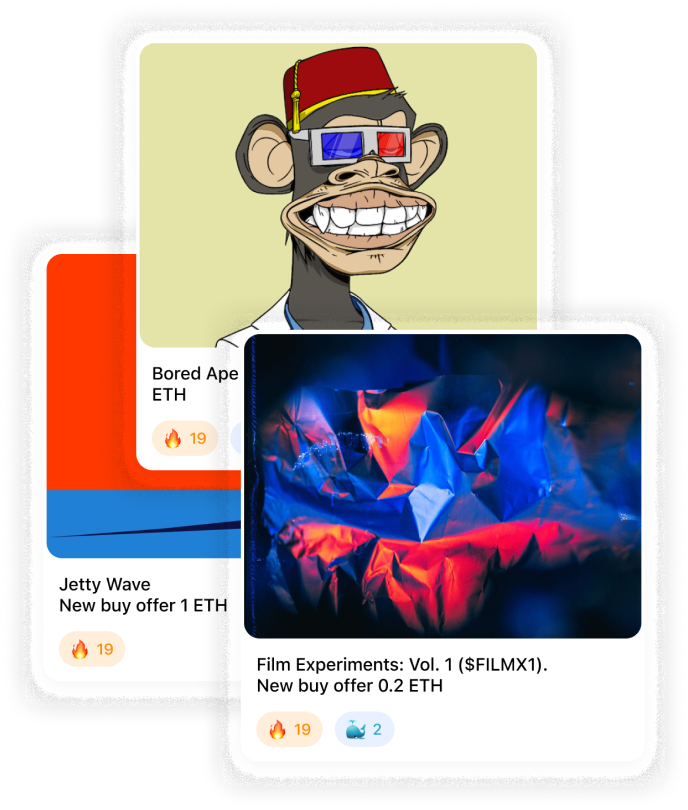 Bored Ape
ETH
🔥 19
Jetty Wave
New buy offer 1 ETH
🔥 19
Film Experiments: Vol. 1 ($FILMX1).
New buy offer 0.2 ETH
🔥 19 🐳 2